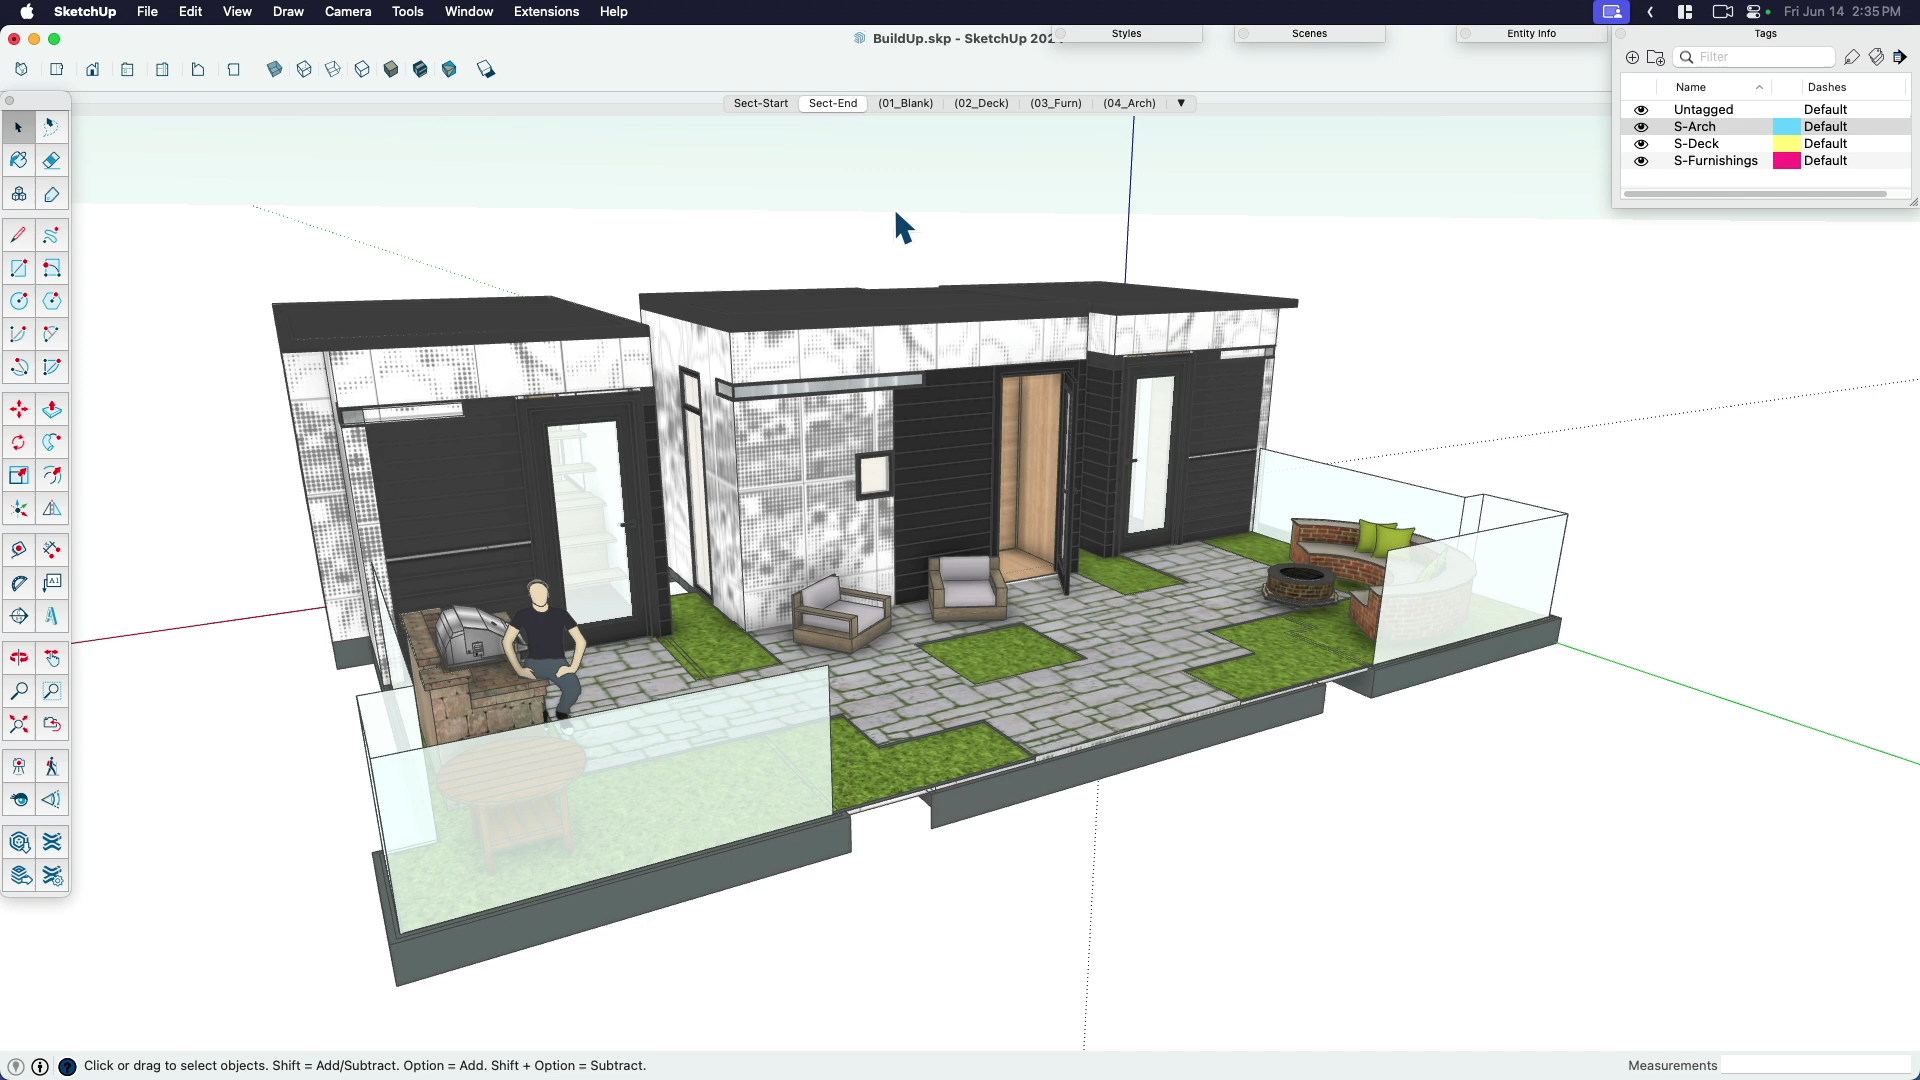 SketchUp File Edit View Draw Camera Tools Window Extensions Help
Fri Jun 14 2:35 PM
BuildUp.skp - SketchUp 202
Styles
Scenes
Entity Info
Tags
Filter
Name Dashes
Untagged Default
S-Arch Default
S-Deck Default
S-Furnishings Default
Sect-Start Sect-End (01_Blank) (02_Deck) (03_Furn) (04_Arch)
Click or drag to select objects. Shift = Add/Subtract. Option = Add. Shift + Option = Subtract.
Measurements